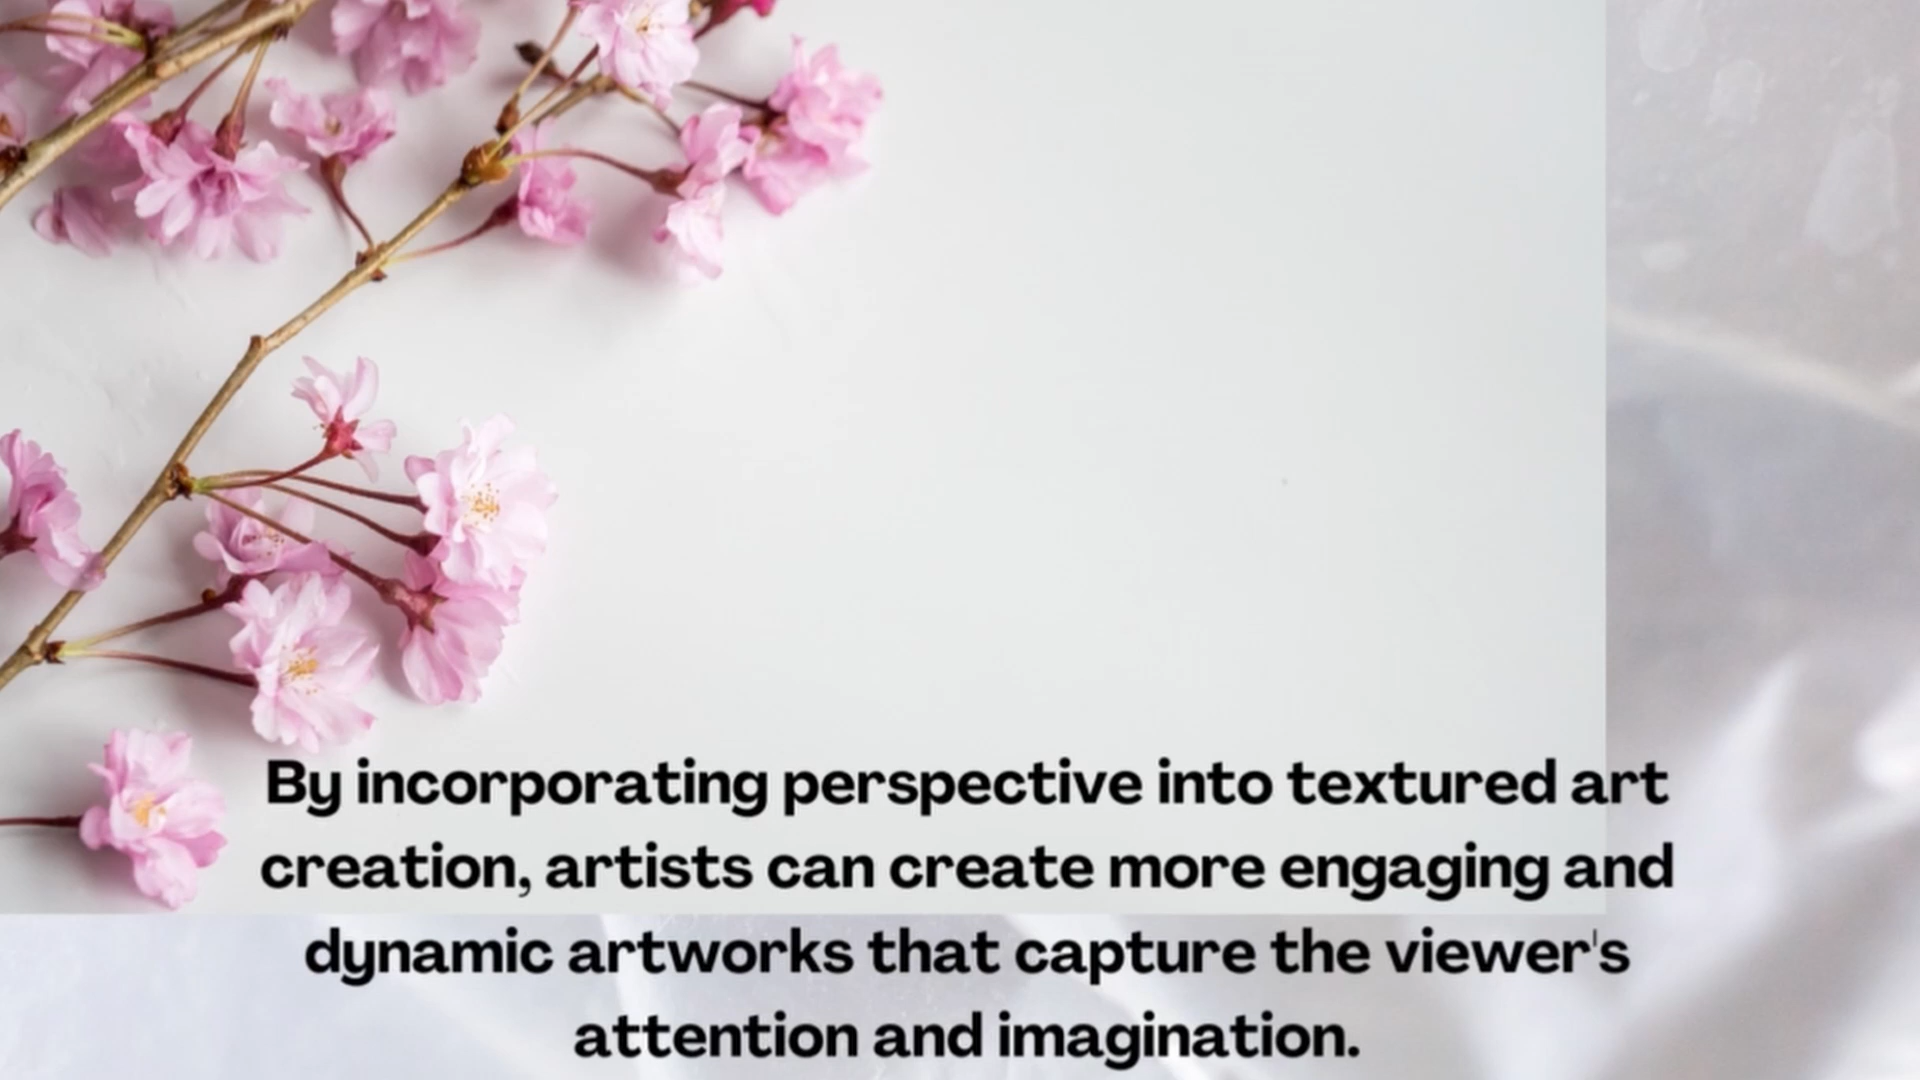 By incorporating perspective into textured art
creation, artists can create more engaging and
dynamic artworks that capture the viewer's
attention and imagination.